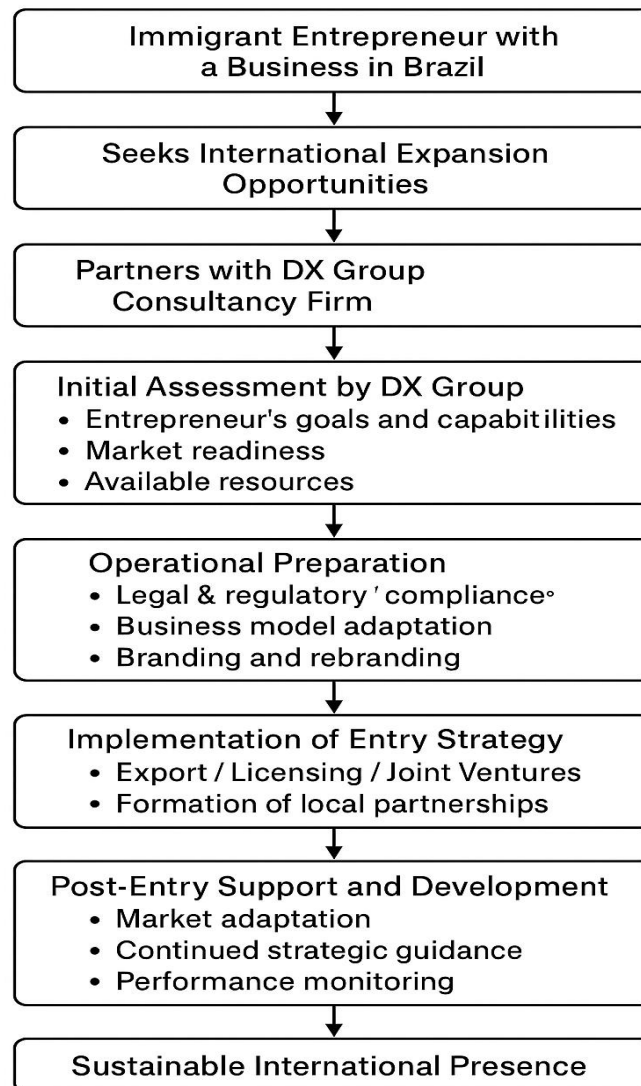 Immigrant Entrepreneur with
a Business in Brazil
Seeks International Expansion
Opportunities
Partners with DX Group
Consultancy Firm
Initial Assessment by DX Group
• Entrepreneur's goals and capabitilities
• Market readiness
• Available resources
Operational Preparation
• Legal & regulatory ′ compliance∘
• Business model adaptation
• Branding and rebranding
Implementation of Entry Strategy
• Export / Licensing / Joint Ventures
• Formation of local partnerships
Post-Entry Support and Development
• Market adaptation
• Continued strategic guidance
• Performance monitoring
Sustainable International Presence